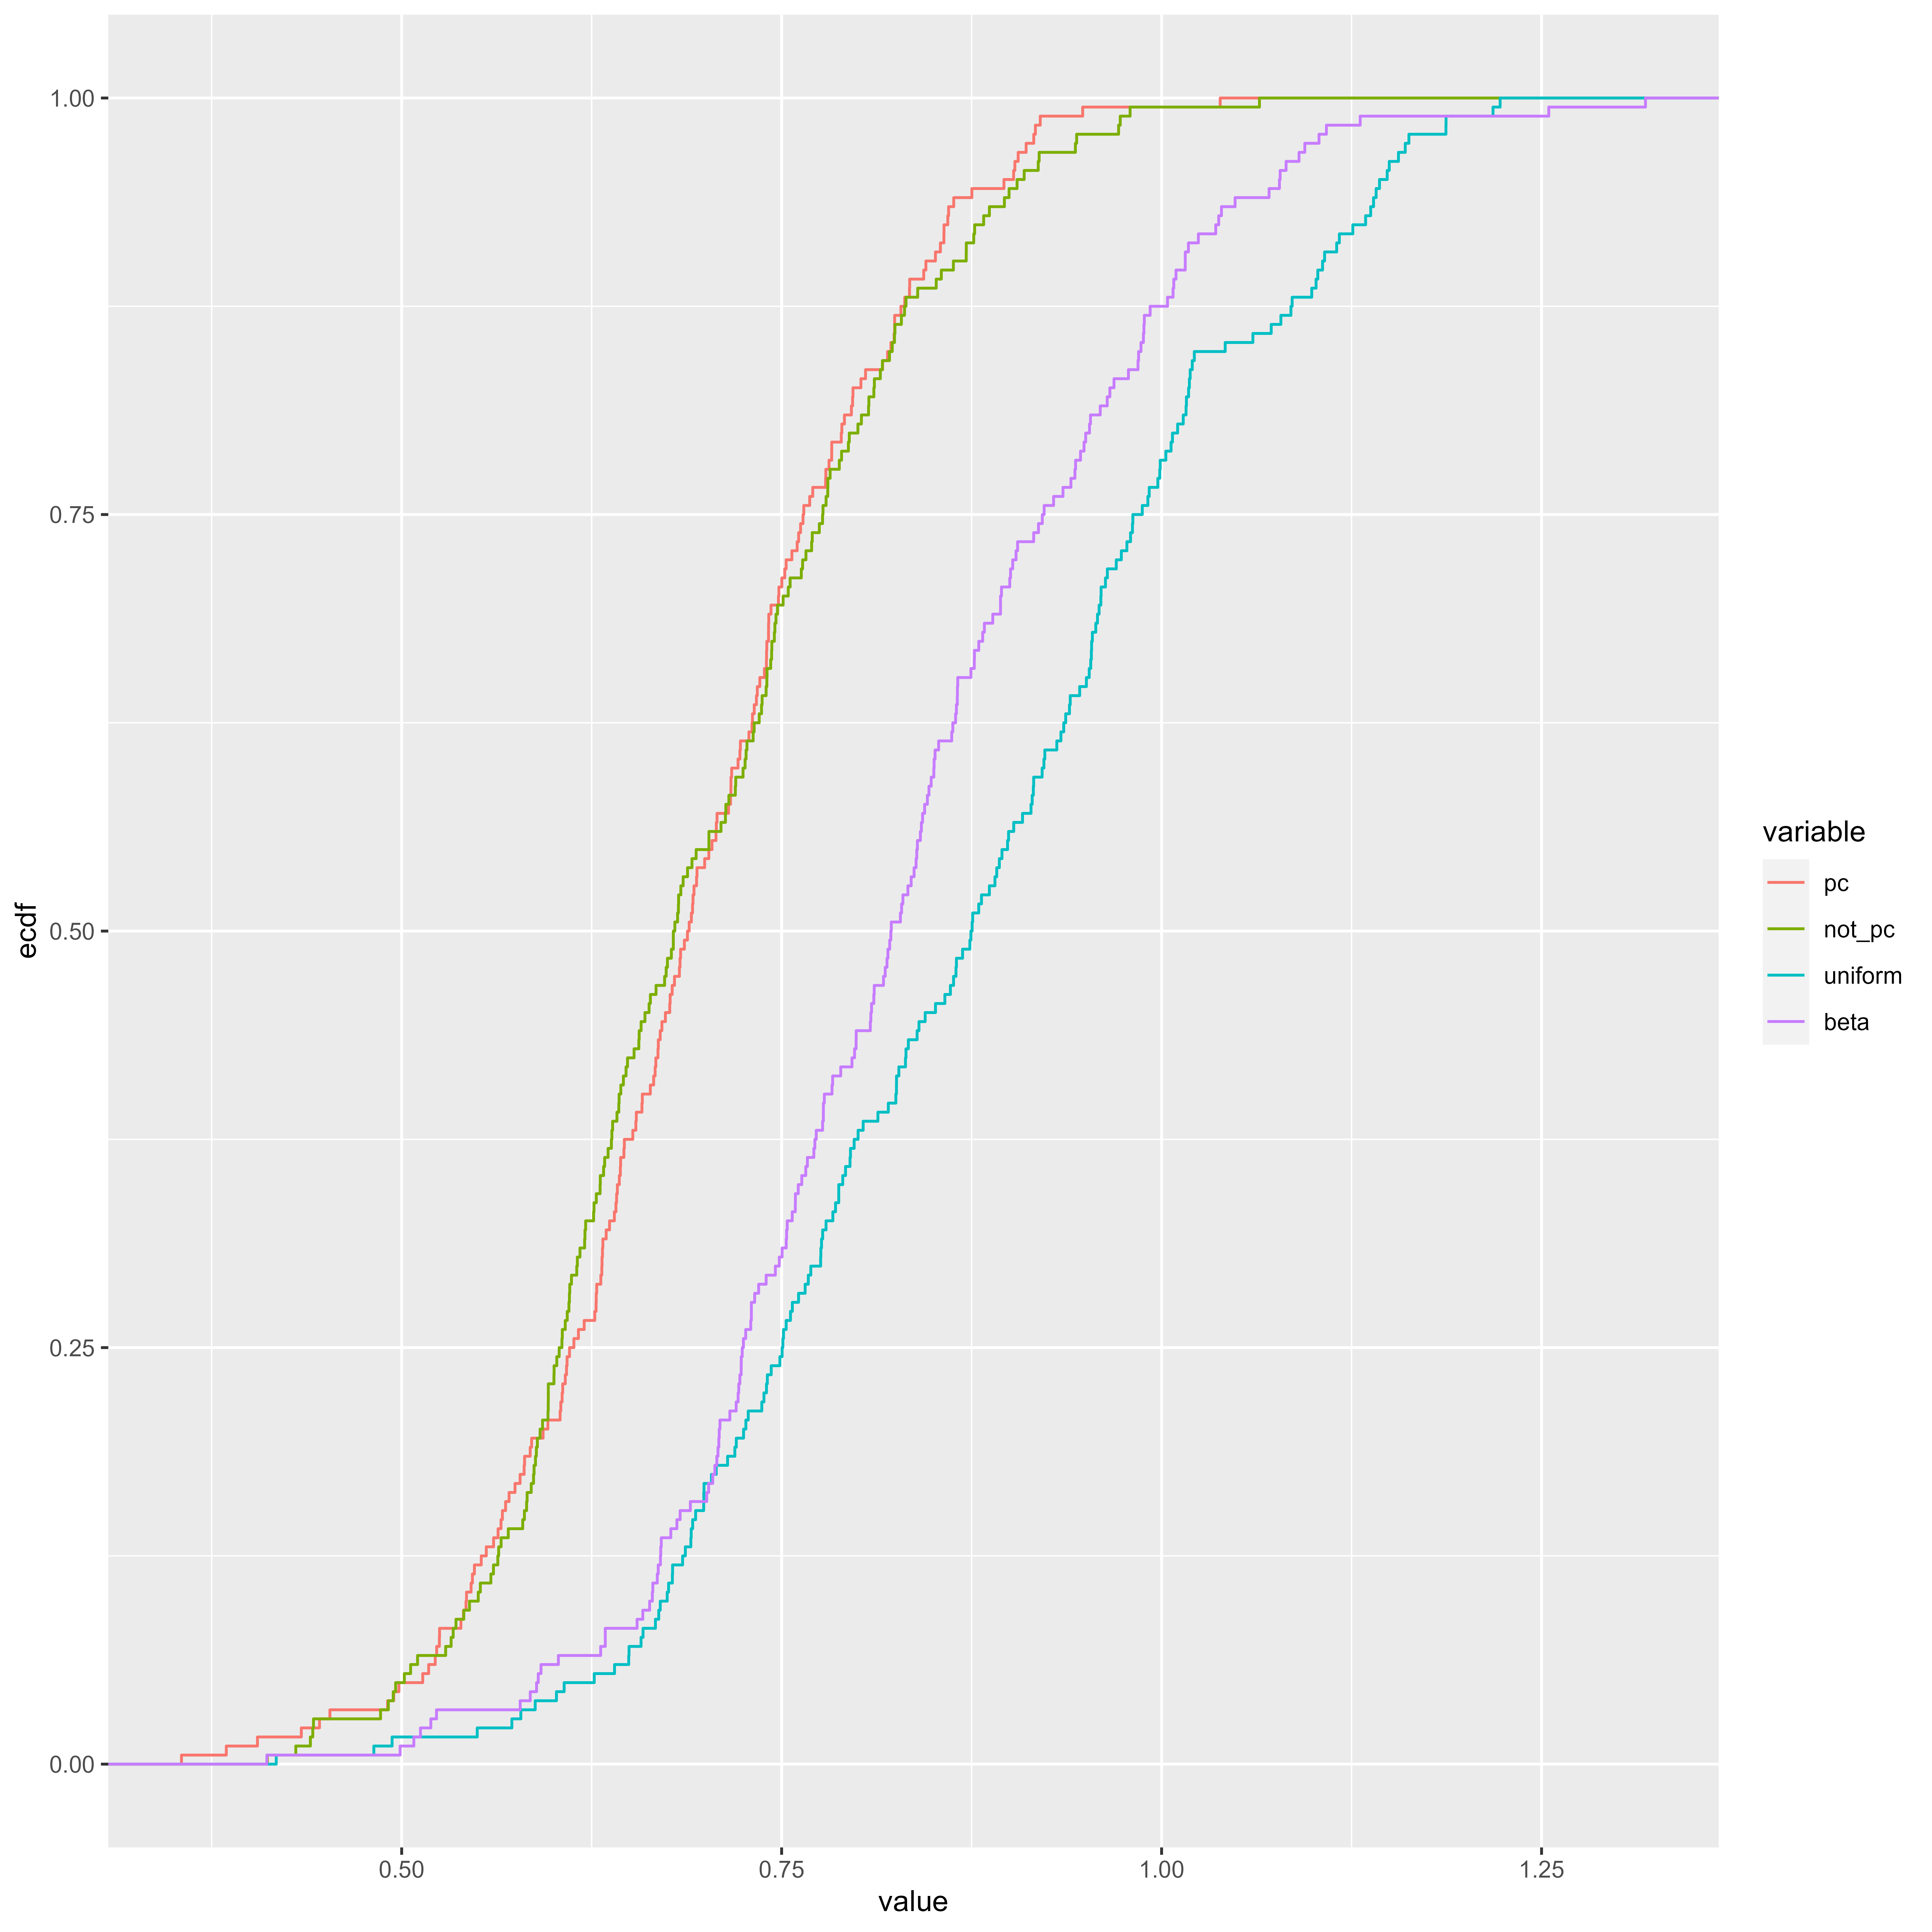 1.00
0.75
0.50
0.25
0.00
ecdf
0.50 0.75 1.00 1.25
value
variable
pc
not_pc
uniform
beta